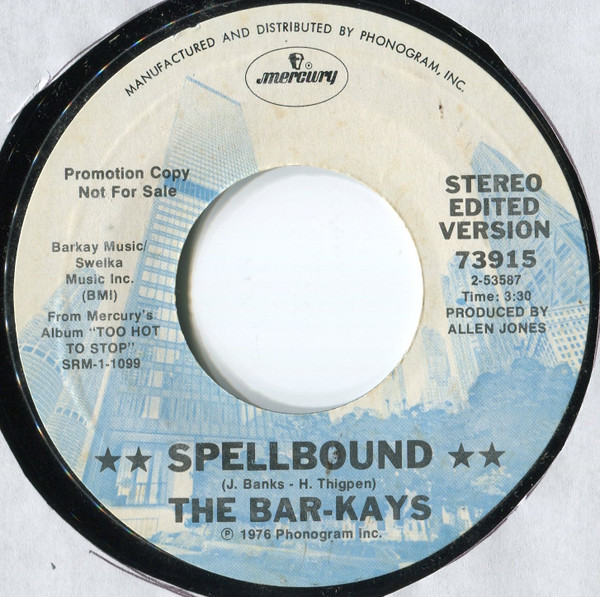 MANUFACTURED AND DISTRIBUTED BY PHONOGRAM, INC.
mercury
Promotion Copy
Not For Sale
Barkay Music/
Swelka
Music Inc.
(BMI)
From Mercury's
Album "TOO HOT
TO STOP"
SRM-1-1099
STEREO
EDITED
VERSION
73915
2-53587
Time: 3:30
PRODUCED BY
ALLEN JONES
★★ SPELLBOUND ★★
(J. Banks - H. Thigpen)
THE BAR-KAYS
℗ 1976 Phonogram Inc.